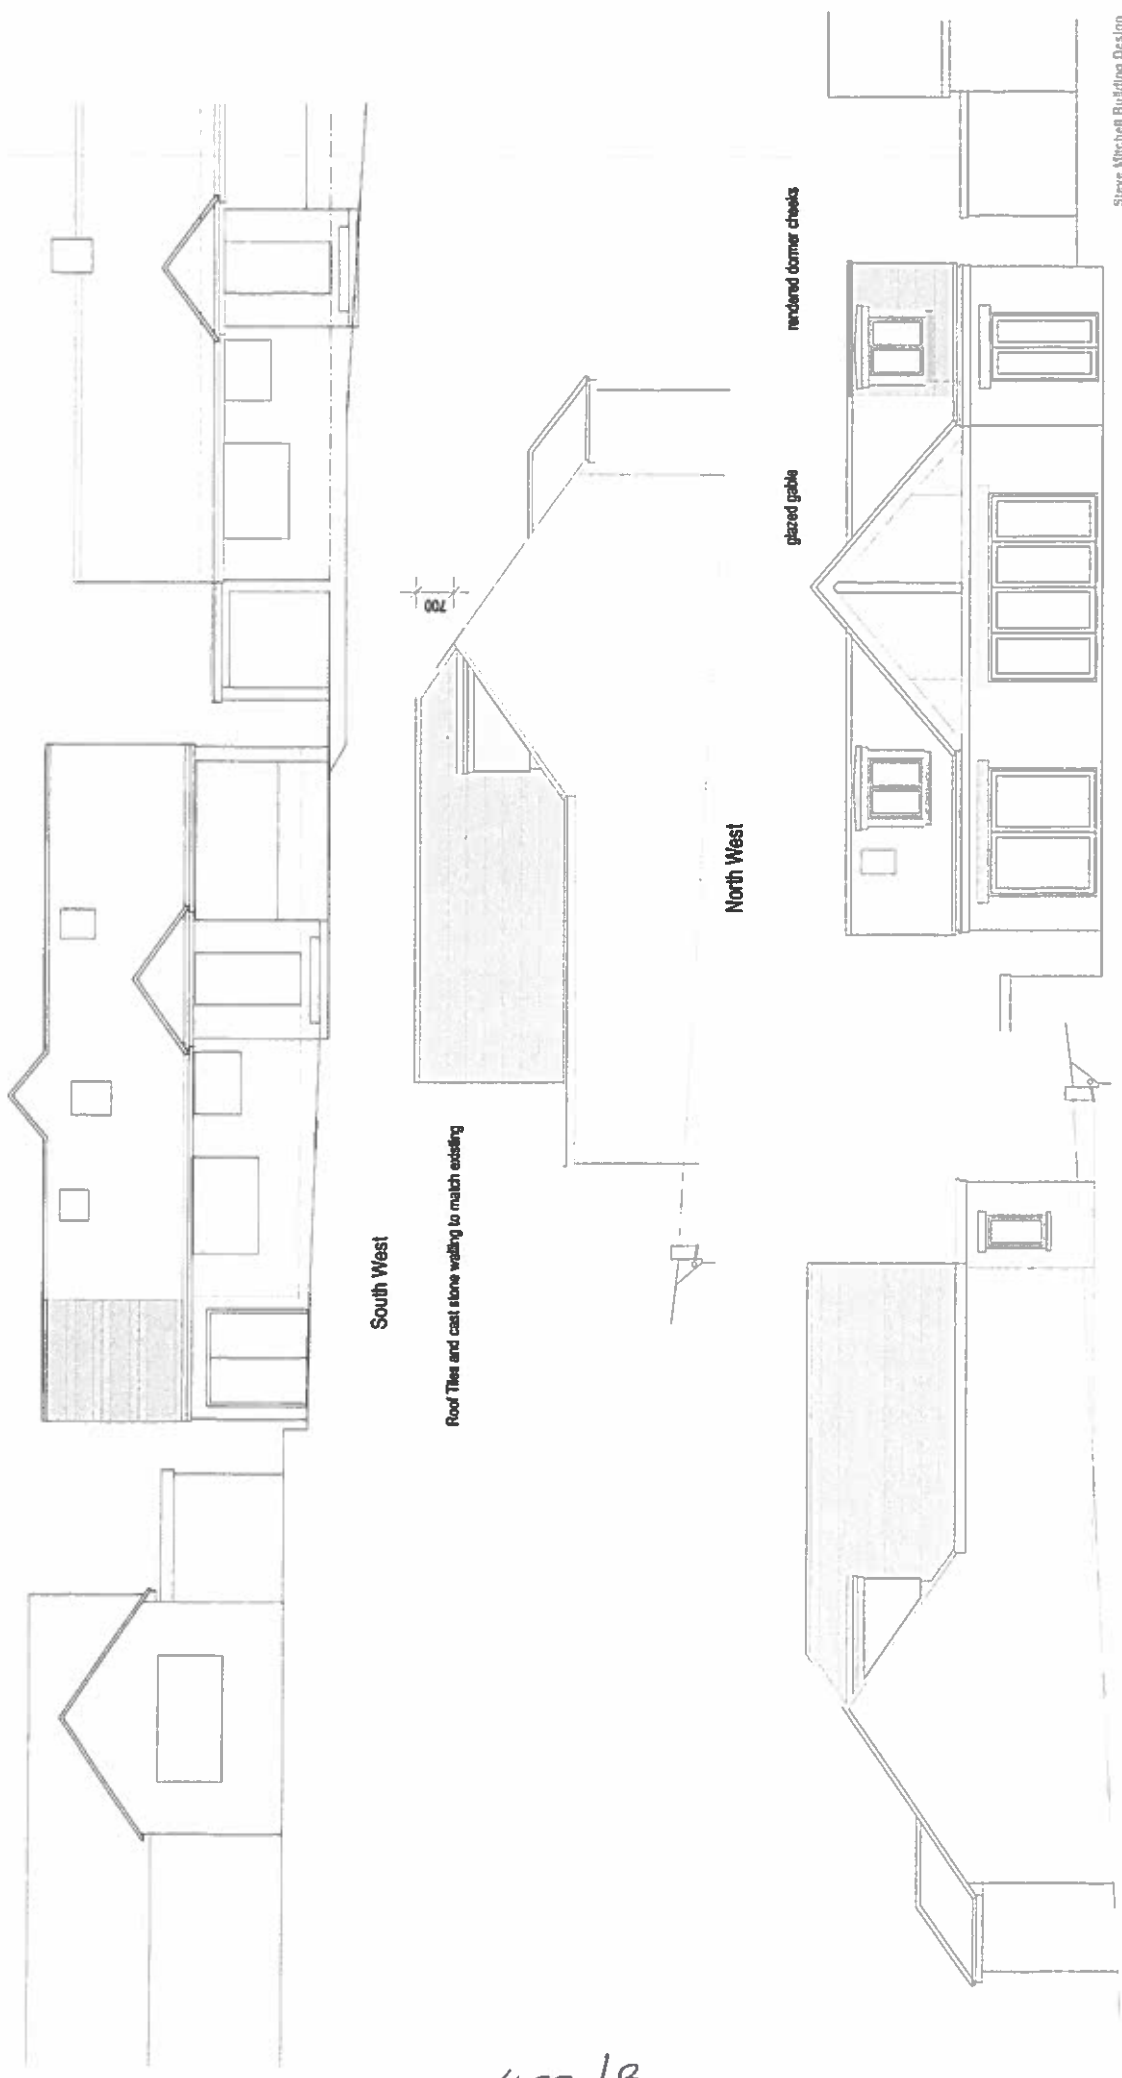 South West
Roof Tiles and cast stone walling to match existing
700
North West
glazed gable
rendered dormer cheeks
Steve Mitchell Building Design